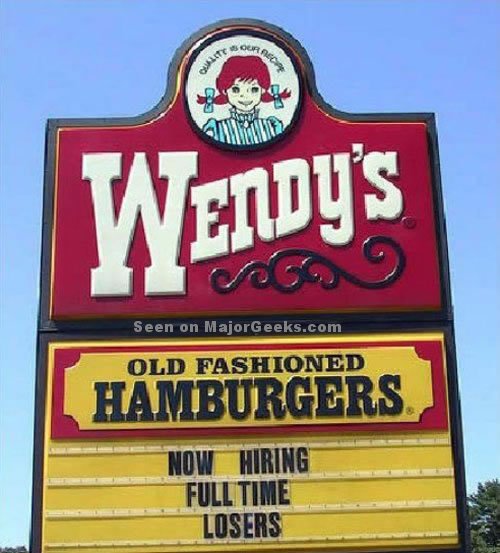 QUALITY IS OUR RECIPE
WENDY'S
Seen on MajorGeeks.com
OLD FASHIONED
HAMBURGERS®
NOW HIRING
FULL TIME
LOSERS